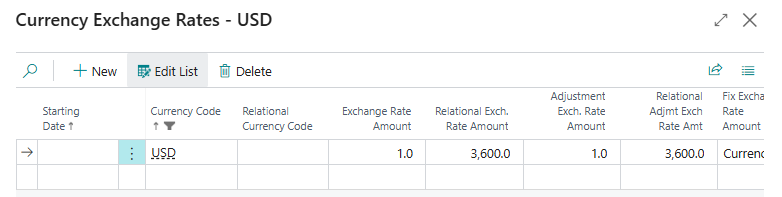 Currency Exchange Rates - USD
New Edit List Delete
Starting Date ↑
Currency Code ↑
Relational Currency Code
Exchange Rate Amount
Relational Exch. Rate Amount
Adjustment Exch. Rate Amount
Relational Adjmt Exch Rate Amt
Fix Excha Rate Amount
USD 1.0 3,600.0 1.0 3,600.0 Currenc